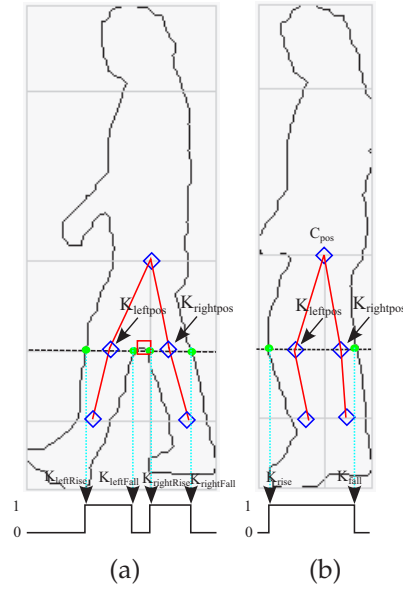 C_pos
K_leftpos K_rightpos K_leftpos K_rightpos
K_leftRise K_leftFall K_rightRise K_rightFall K_rise K_fall
1 1
0 0
(a) (b)